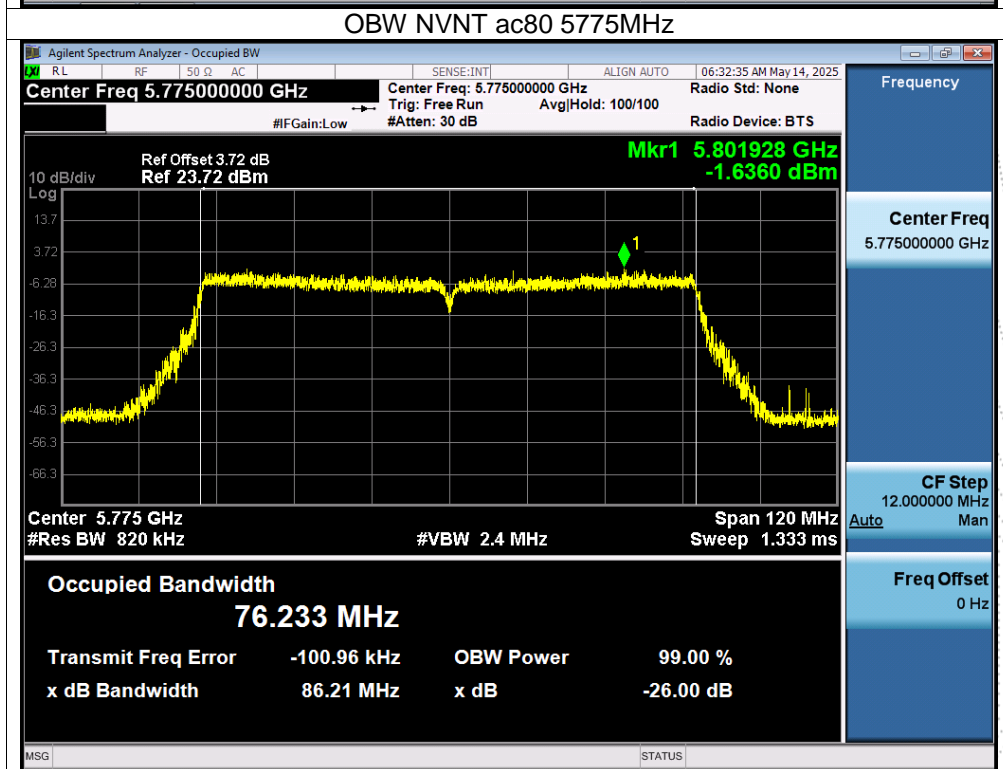 OBW NVNT ac80 5775MHz
Agilent Spectrum Analyzer - Occupied BW
LXI RL RF 50 Ω AC SENSE:INT ALIGN AUTO 06:32:35 AM May 14, 2025
Center Freq 5.775000000 GHz Center Freq: 5.775000000 GHz Radio Std: None
Trig: Free Run Avg|Hold: 100/100
#IFGain:Low #Atten: 30 dB Radio Device: BTS
Mkr1 5.801928 GHz
-1.6360 dBm
Ref Offset 3.72 dB
10 dB/div Ref 23.72 dBm
Log
13.7
3.72
-6.28
-16.3
-26.3
-36.3
-46.3
-56.3
-66.3
1
Center 5.775 GHz Span 120 MHz
#Res BW 820 kHz #VBW 2.4 MHz Sweep 1.333 ms
Occupied Bandwidth
76.233 MHz
Transmit Freq Error -100.96 kHz OBW Power 99.00 %
x dB Bandwidth 86.21 MHz x dB -26.00 dB
MSG STATUS
Frequency
Center Freq
5.775000000 GHz
CF Step
12.000000 MHz
Auto Man
Freq Offset
0 Hz